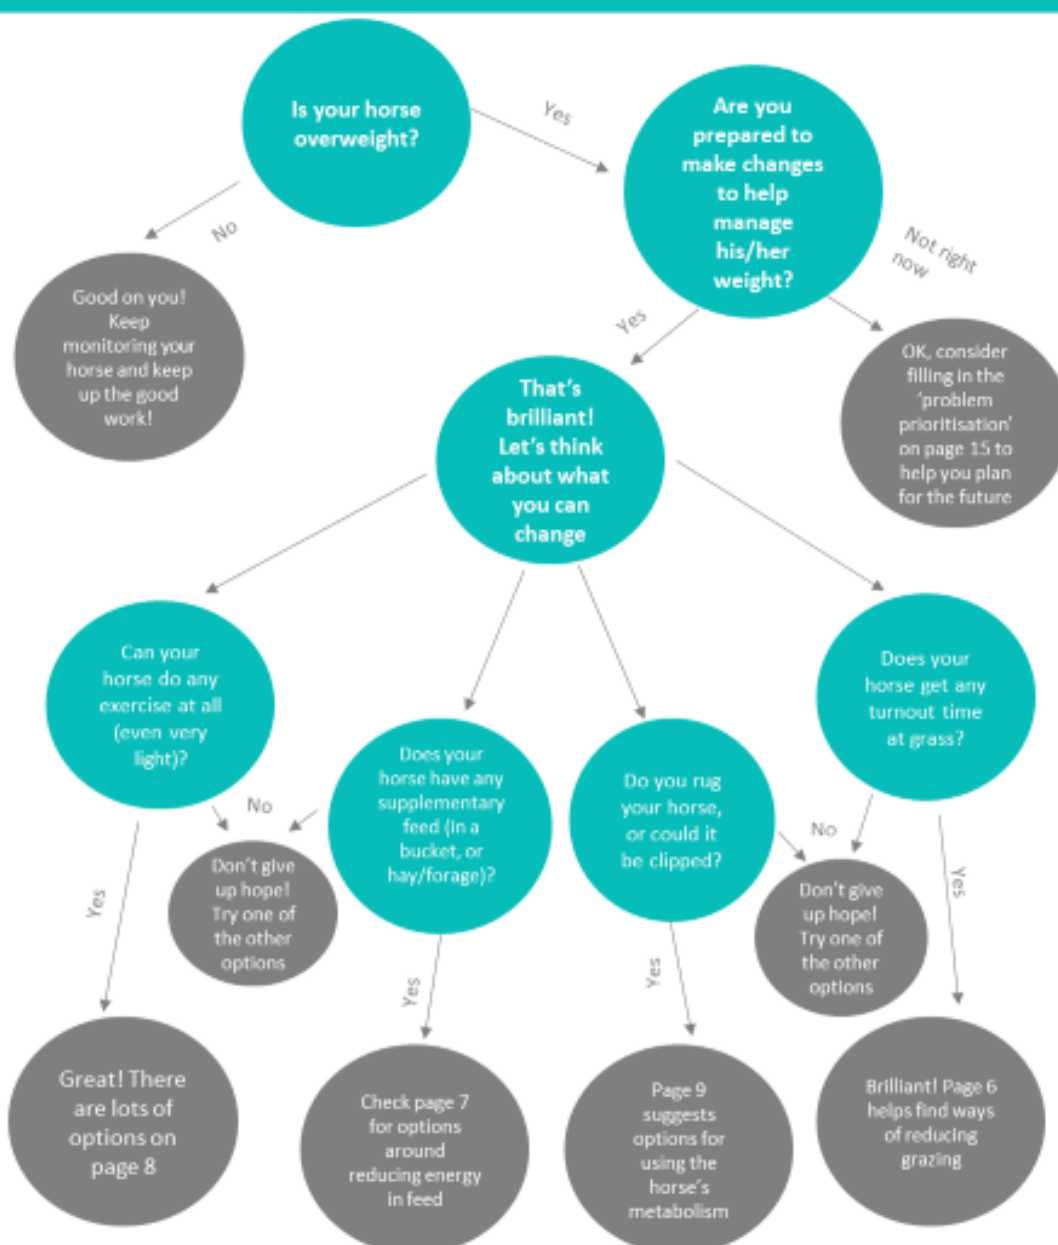 Is your horse
overweight?
Yes
Are you
prepared to
make changes
to help
manage
his/her
weight?
No
Not right
now
Good on you!
Keep
monitoring your
horse and keep
up the good
work!
Yes
OK, consider
filling in the
'problem
prioritisation'
on page 15 to
help you plan
for the future
That's
brilliant!
Let's think
about what
you can
change
Can your
horse do any
exercise at all
(even very
light)?
Does your
horse have any
supplementary
feed (in a
bucket, or
hay/forage)?
Do you rug
your horse,
or could it
be clipped?
Does your
horse get any
turnout time
at grass?
No
No
Don't give
up hope!
Try one of
the other
options
Don't give
up hope!
Try one of
the other
options
Yes
Yes
Yes
Yes
Great! There
are lots of
options on
page 8
Check page 7
for options
around
reducing energy
in feed
Page 9
suggests
options for
using the
horse's
metabolism
Brilliant! Page 6
helps find ways
of reducing
grazing